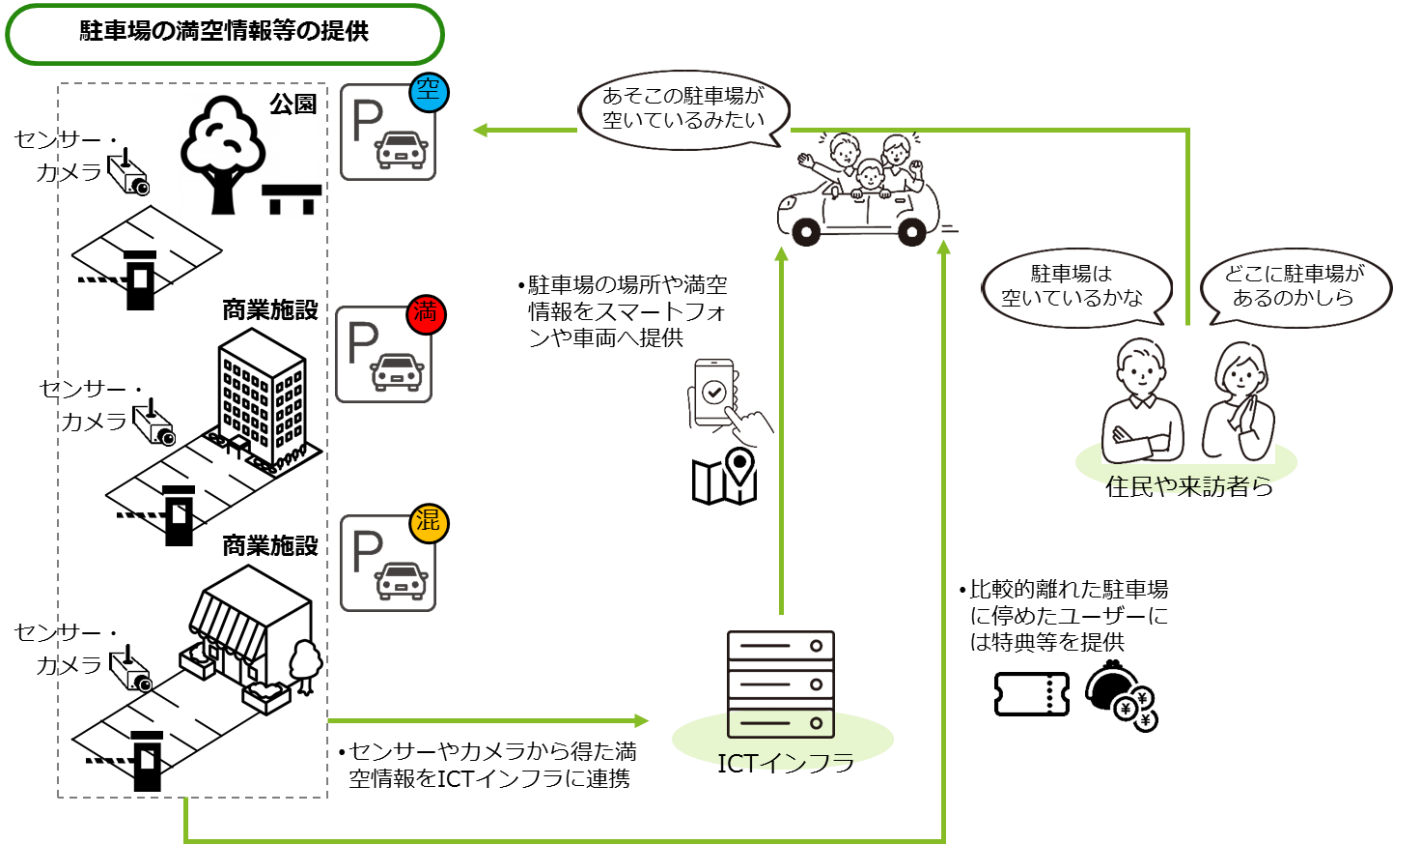 駐車場の満空情報等の提供
公園
センサー・
カメラ
P
空
商業施設
センサー・
カメラ
P
満
商業施設
センサー・
カメラ
P
混
あそこの駐車場が
空いているみたい
•駐車場の場所や満空
情報をスマートフォ
ンや車両へ提供
駐車場は
空いているかな
どこに駐車場が
あるのかしら
住民や来訪者ら
•比較的離れた駐車場
に停めたユーザーに
は特典等を提供
¥
¥
¥
ICTインフラ
•センサーやカメラから得た満
空情報をICTインフラに連携